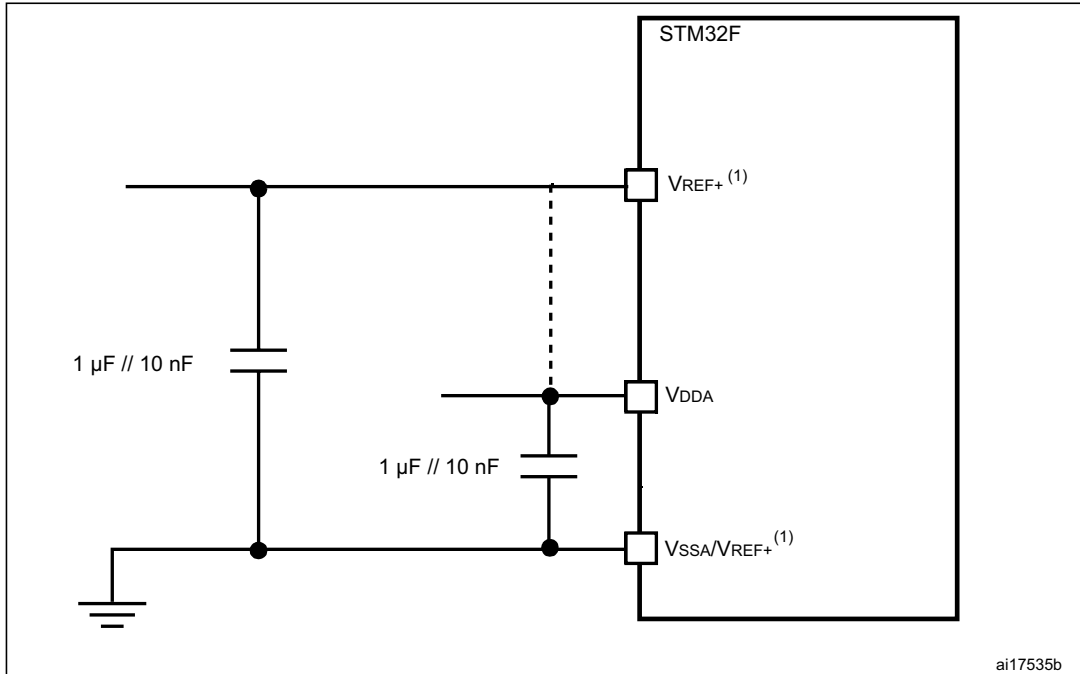 STM32F
VREF+ (1)
1 µF // 10 nF
VDDA
1 µF // 10 nF
VSSA/VREF+ (1)
ai17535b